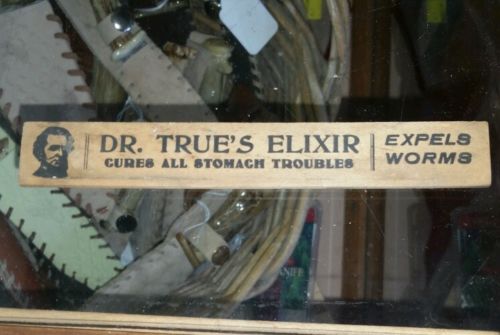 DR. TRUE'S ELIXIR
CURES ALL STOMACH TROUBLES
EXPELS
WORMS